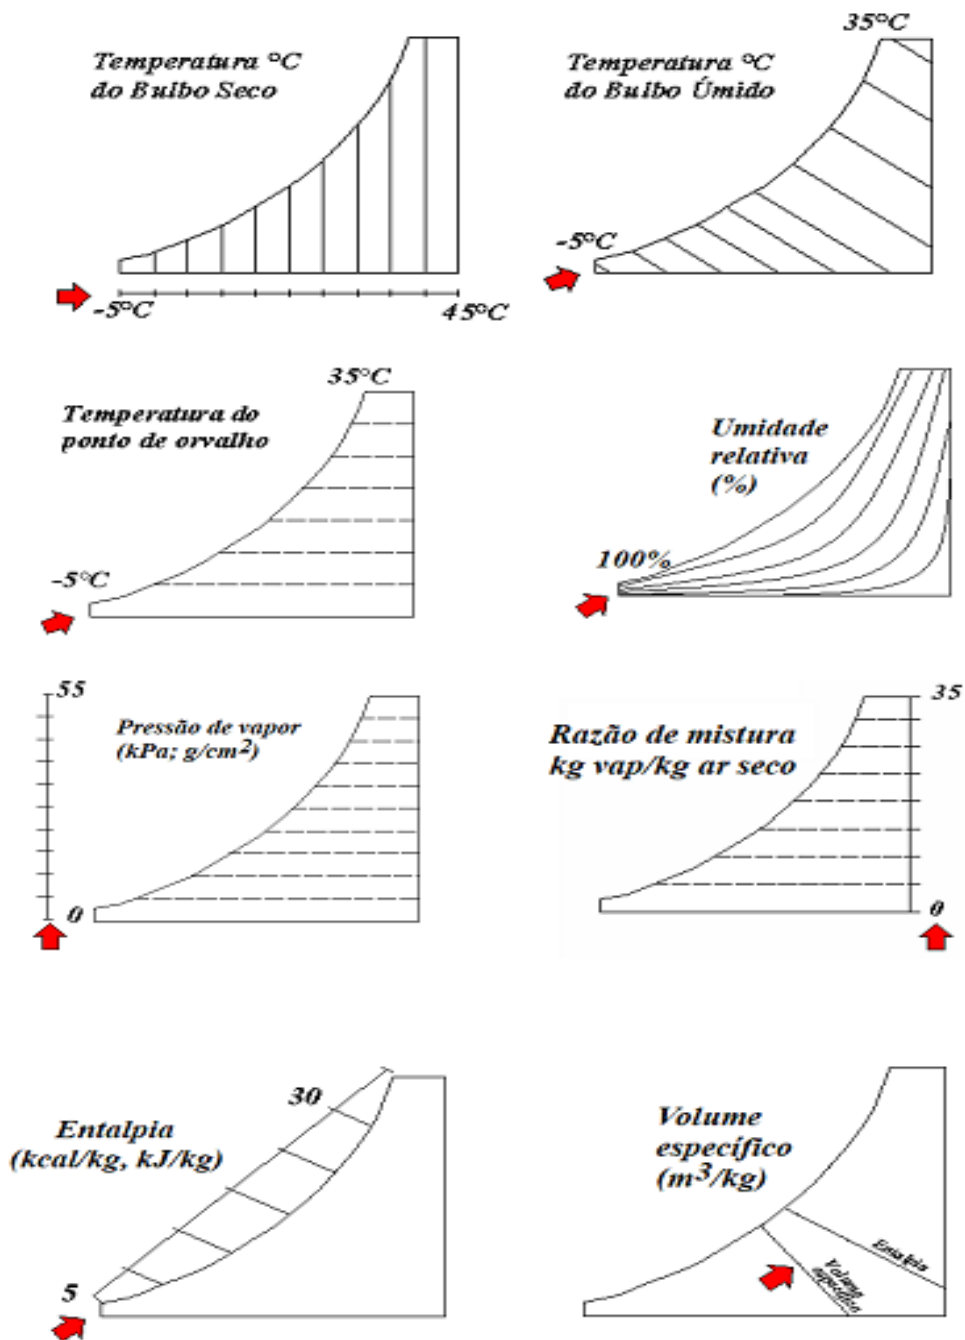 Temperatura °C
do Bulbo Seco
-5°C
45°C
35°C
Temperatura °C
do Bulbo Úmido
-5°C
35°C
Temperatura do
ponto de orvalho
-5°C
Umidade
relativa
(%)
100%
55
Pressão de vapor
(kPa; g/cm²)
0
35
Razão de mistura
kg vap/kg ar seco
0
30
Entalpia
(kcal/kg, kJ/kg)
5
Volume
específico
(m³/kg)
Entalpia
Volume
específico